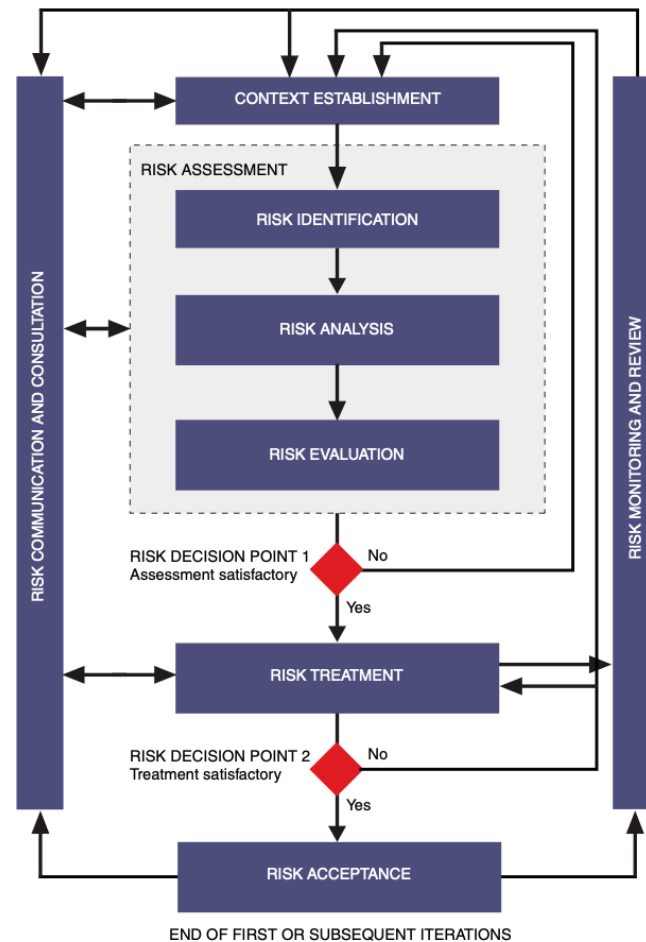 CONTEXT ESTABLISHMENT
RISK ASSESSMENT
RISK IDENTIFICATION
RISK ANALYSIS
RISK EVALUATION
RISK COMMUNICATION AND CONSULTATION
RISK MONITORING AND REVIEW
RISK DECISION POINT 1
Assessment satisfactory
No
Yes
RISK TREATMENT
RISK DECISION POINT 2
Treatment satisfactory
No
Yes
RISK ACCEPTANCE
END OF FIRST OR SUBSEQUENT ITERATIONS